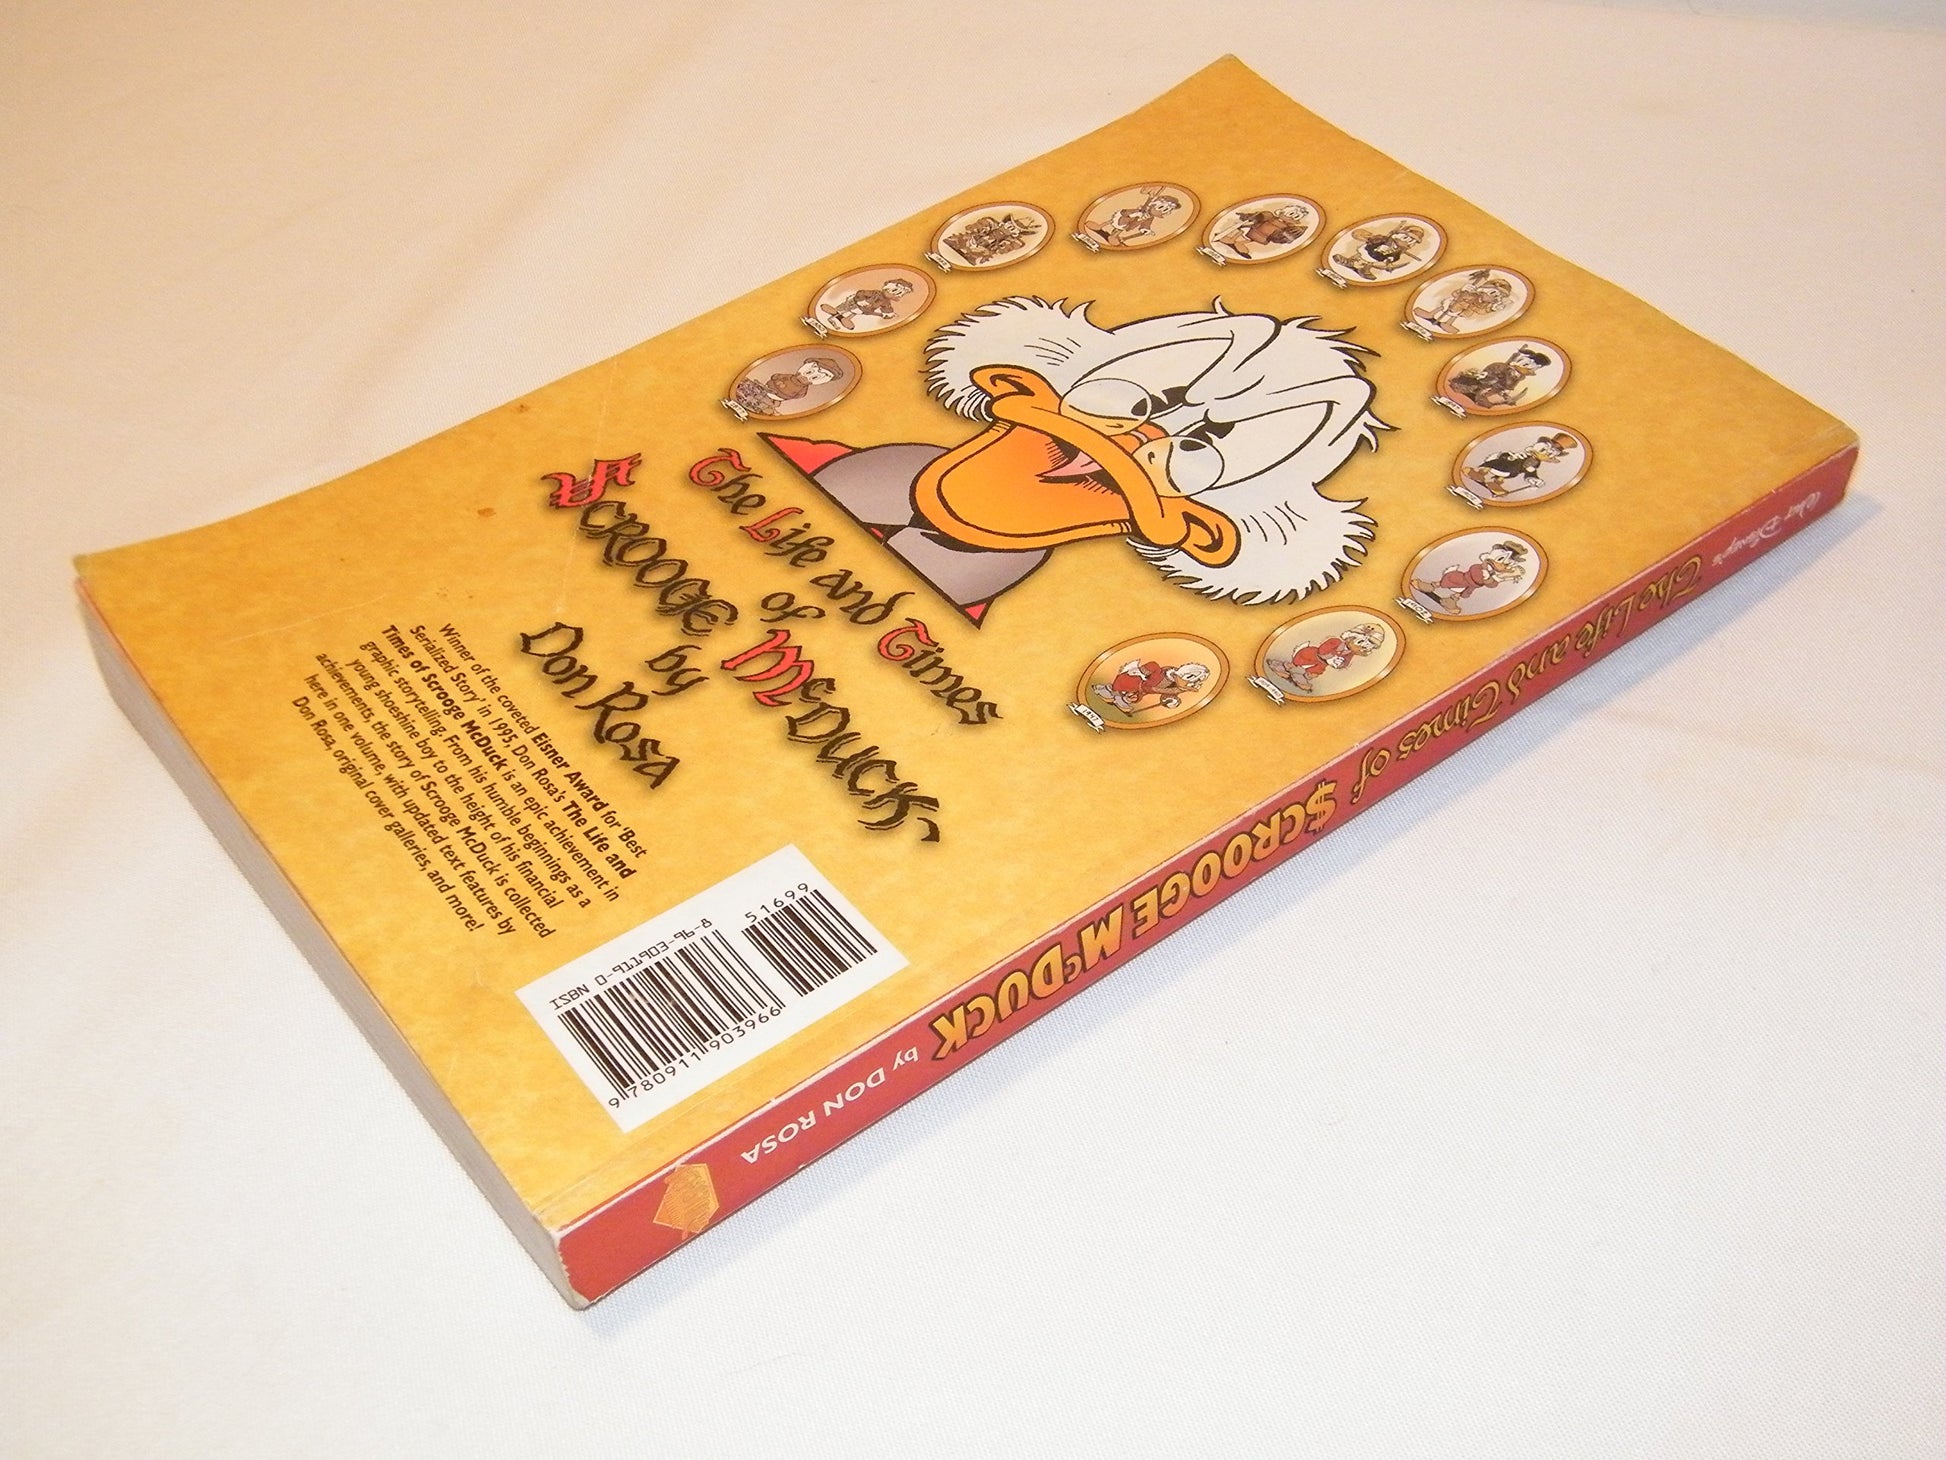 The Life and Times
of
$CROOGE McDUCK
by
Don Rosa
Winner of the coveted Eisner Award for 'Best
Serialized Story' in 1995, Don Rosa's The Life and
Times of Scrooge McDuck is an epic achievement in
graphic storytelling. From his humble beginnings as a
young shoeshine boy to the height of his financial
achievements, the story of Scrooge McDuck is collected
here in one volume, with updated text features by
Don Rosa, original cover galleries, and more!
ISBN 0-911903-96-8
51699
9 780911 903966
Walt Disney's
The Life and Times of $CROOGE McDUCK by DON ROSA
1902
1947